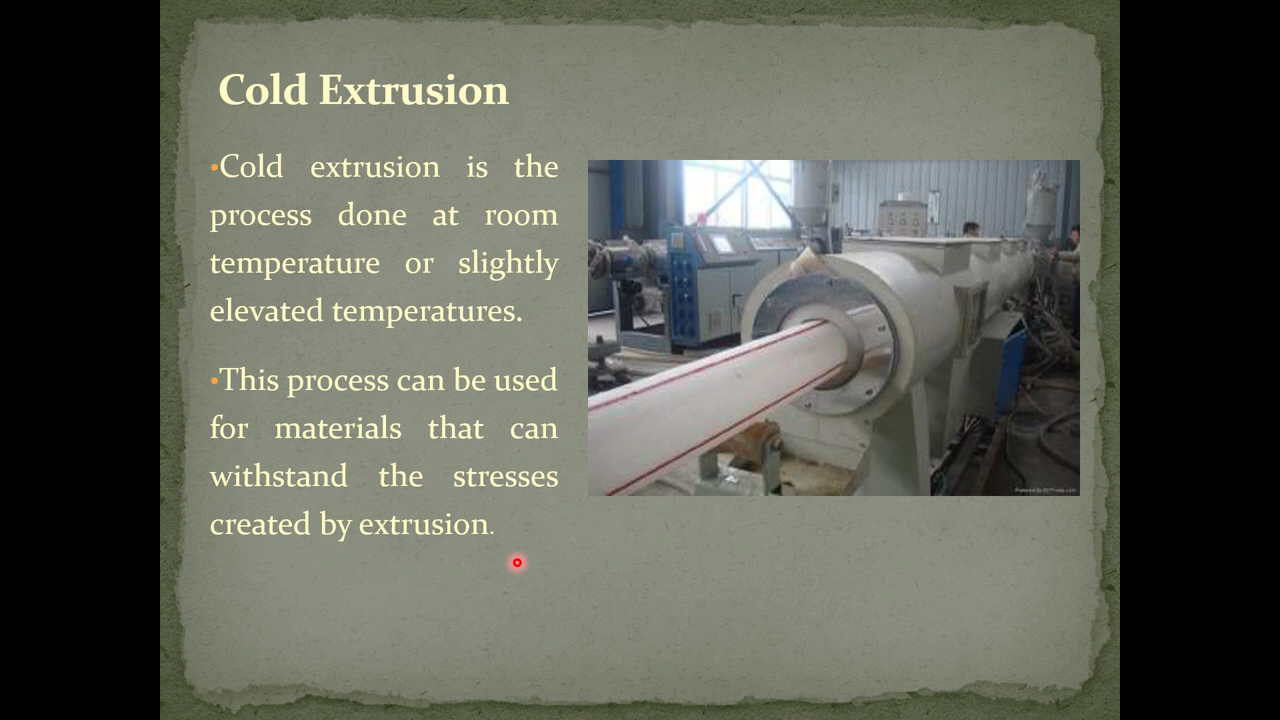 Cold Extrusion
•Cold extrusion is the
process done at room
temperature or slightly
elevated temperatures.
•This process can be used
for materials that can
withstand the stresses
created by extrusion.